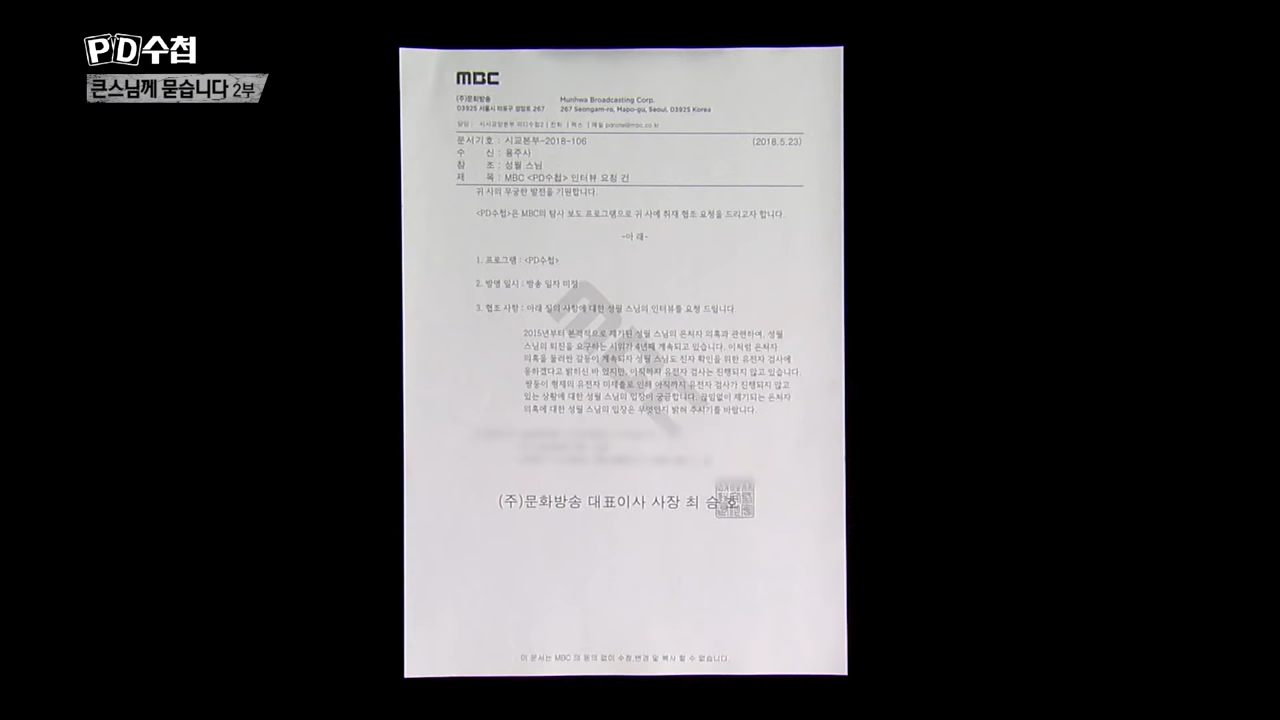 PD수첩
큰스님께 묻습니다 2부
MBC
(주)문화방송 Munhwa Broadcasting Corp.
03925 서울시 마포구 성암로 267 267 Seongam-ro, Mapo-gu, Seoul, 03925 Korea
문서기호 : 시교본부-2018-106 (2018.5.23)
수 신 : 용주사
참 조 : 성월 스님
제 목 : MBC <PD수첩> 인터뷰 요청 건
귀 사의 무궁한 발전을 기원합니다.
<PD수첩>은 MBC의 탐사 보도 프로그램으로 귀 사에 취재 협조 요청을 드리고자 합니다.
-아 래-
1. 프로그램 : <PD수첩>
2. 방영 일시 : 방송 일자 미정
3. 협조 사항 : 아래 질의 사항에 대한 성월 스님의 인터뷰를 요청 드립니다
2015년부터 본격적으로 제기된 성월 스님의 은처자 의혹과 관련하여, 성월
스님의 퇴진을 요구하는 시위가 4년째 계속되고 있습니다. 이처럼 은처자
의혹을 둘러싼 갈등이 계속되자 성월 스님도 친자 확인을 위한 유전자 검사에
응하겠다고 밝히신 바 있지만, 아직까지 유전자 검사는 진행되지 않고 있습니다.
쌍둥이 형제의 유전자 미제출로 인해 아직까지 유전자 검사가 진행되지 않고
있는 상황에 대한 성월 스님의 입장이 궁금합니다. 끊임없이 제기되는 은처자
의혹에 대한 성월 스님의 입장은 무엇인지 밝혀 주시기를 바랍니다.
(주)문화방송 대표이사 사장 최 승 호
이 문서는 MBC 의 동의 없이 수정,변경 및 복사 할 수 없습니다.